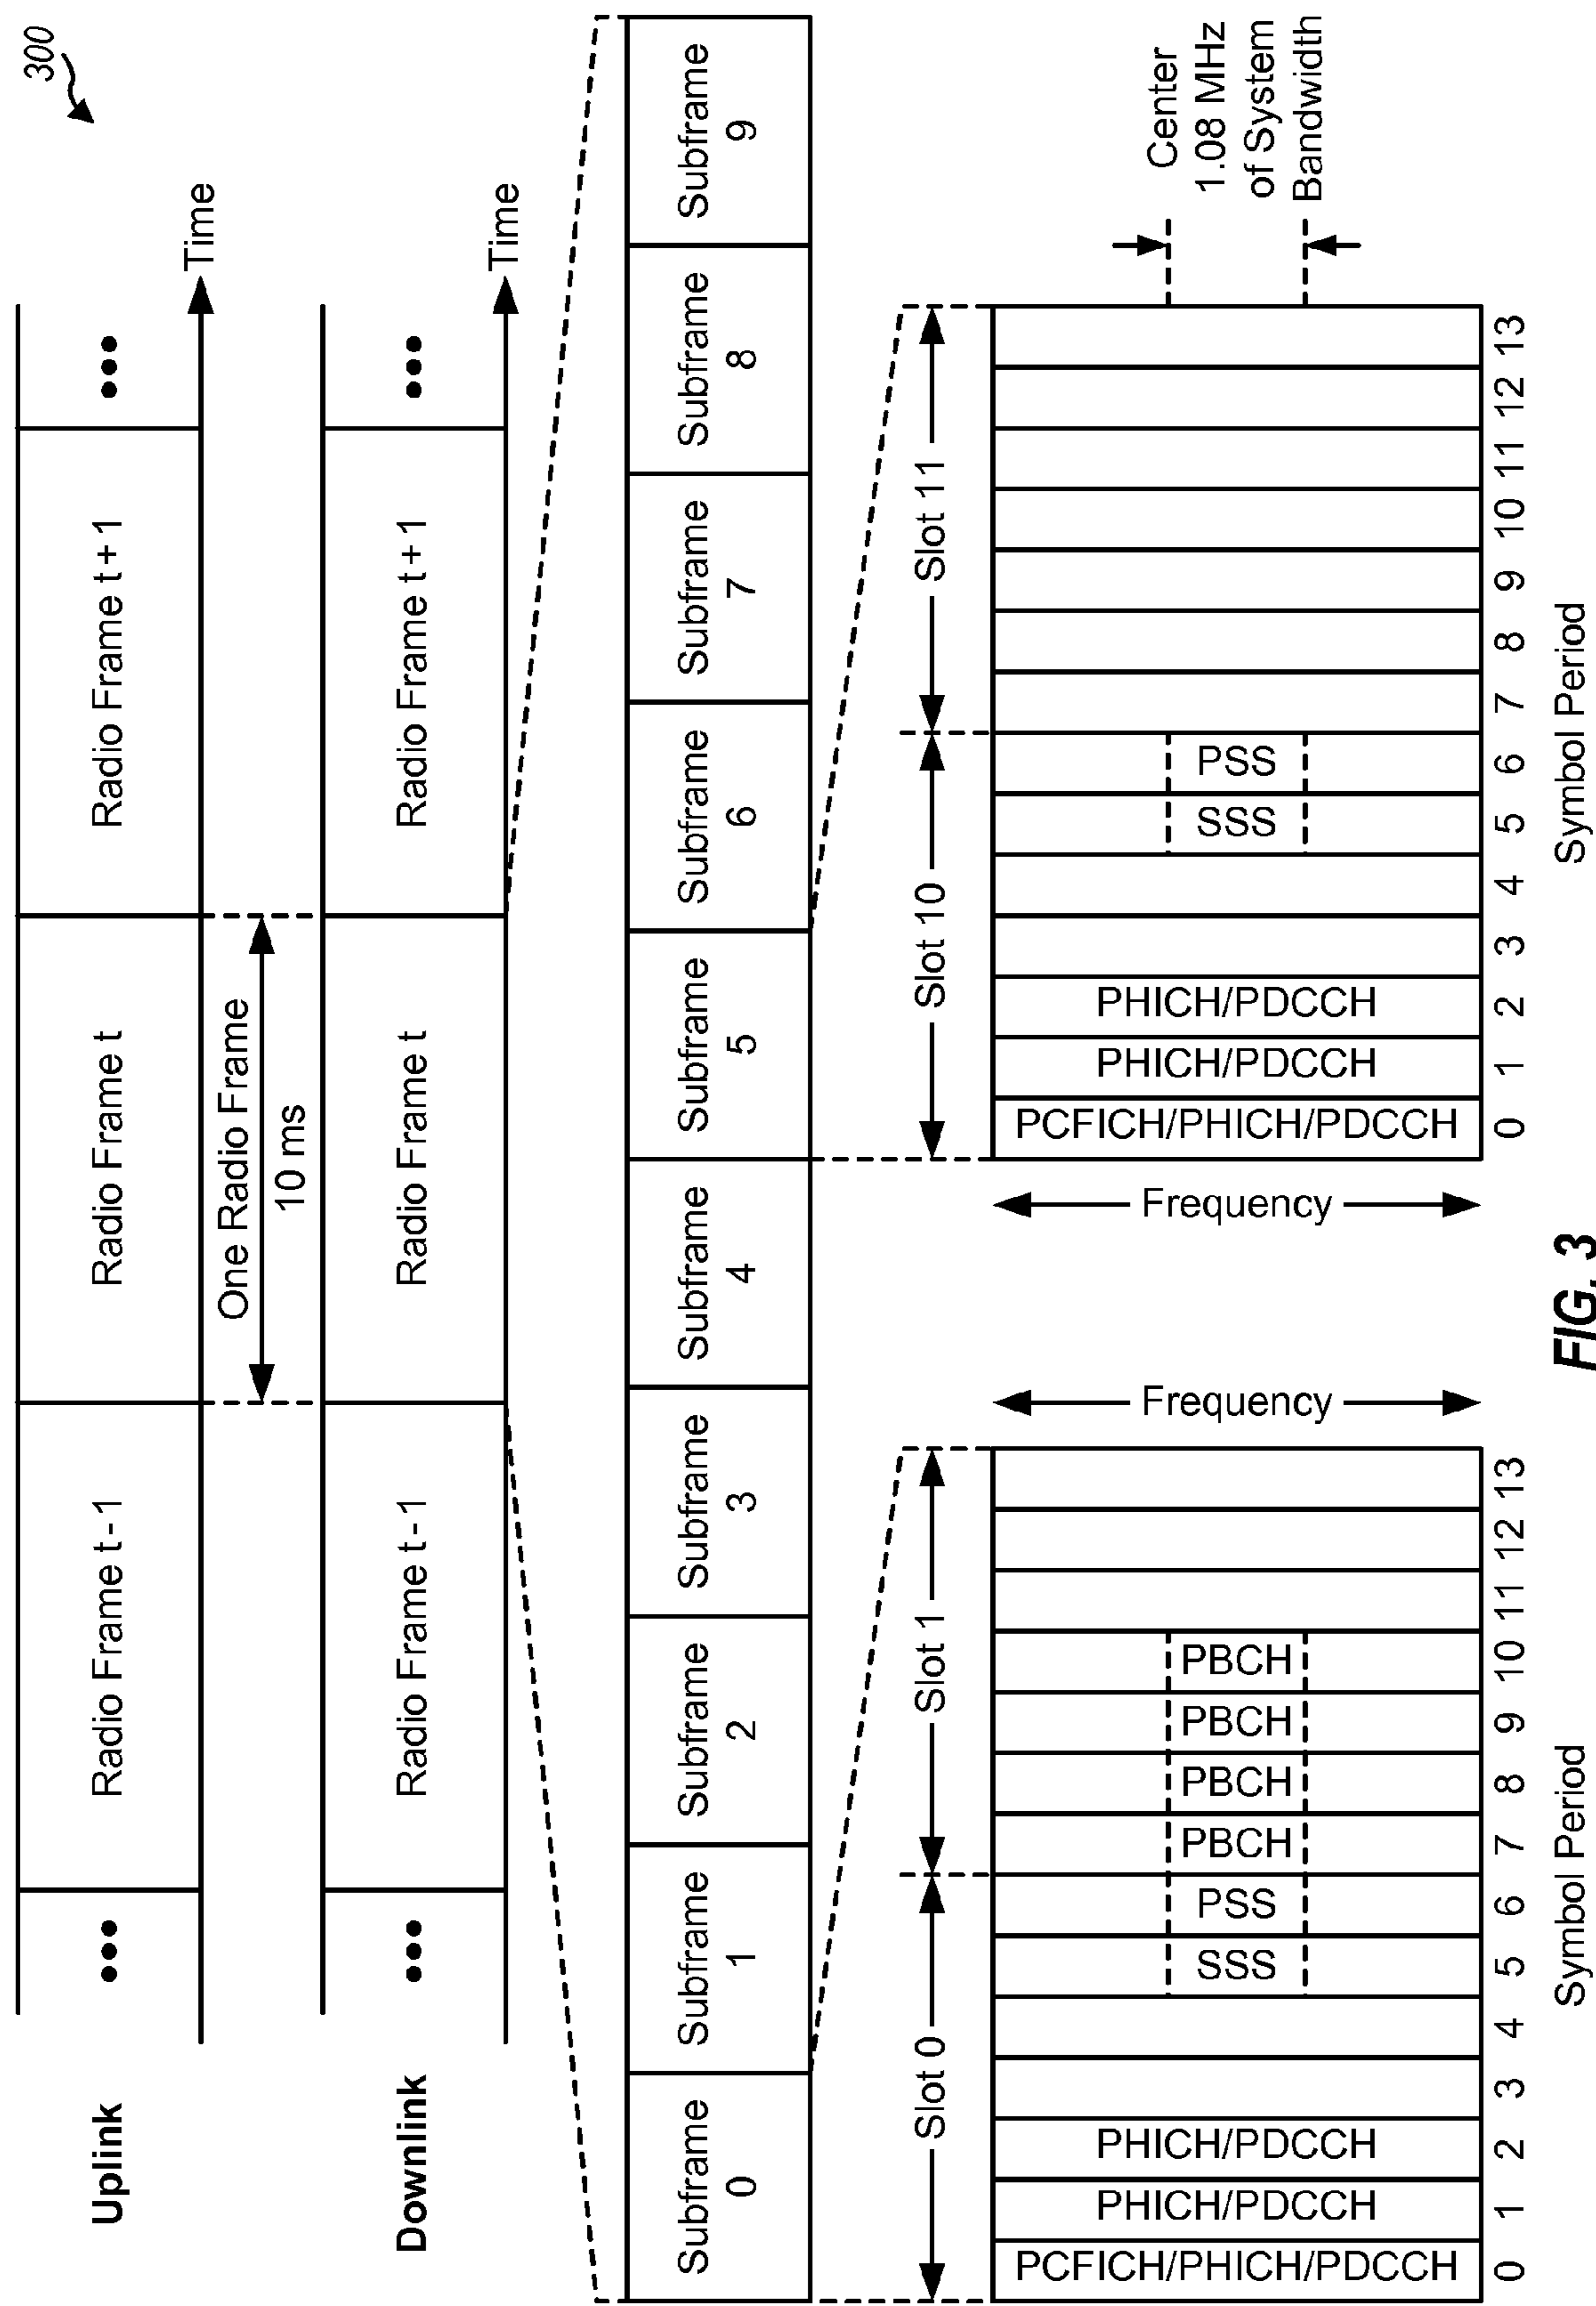 300
Uplink
••• Radio Frame t-1 Radio Frame t Radio Frame t+1 •••
Time
One Radio Frame
10 ms
Downlink
••• Radio Frame t-1 Radio Frame t Radio Frame t+1 •••
Time
Subframe 0
Subframe 1
Subframe 2
Subframe 3
Subframe 4
Subframe 5
Subframe 6
Subframe 7
Subframe 8
Subframe 9
Slot 0
Slot 1
PCFICH/PHICH/PDCCH
PHICH/PDCCH
PHICH/PDCCH
SSS
PSS
PBCH
PBCH
PBCH
PBCH
Frequency
0 1 2 3 4 5 6 7 8 9 10 11 12 13
Symbol Period
Slot 10
Slot 11
Frequency
PCFICH/PHICH/PDCCH
PHICH/PDCCH
PHICH/PDCCH
SSS
PSS
Center
1.08 MHz
of System
Bandwidth
0 1 2 3 4 5 6 7 8 9 10 11 12 13
Symbol Period
FIG. 3